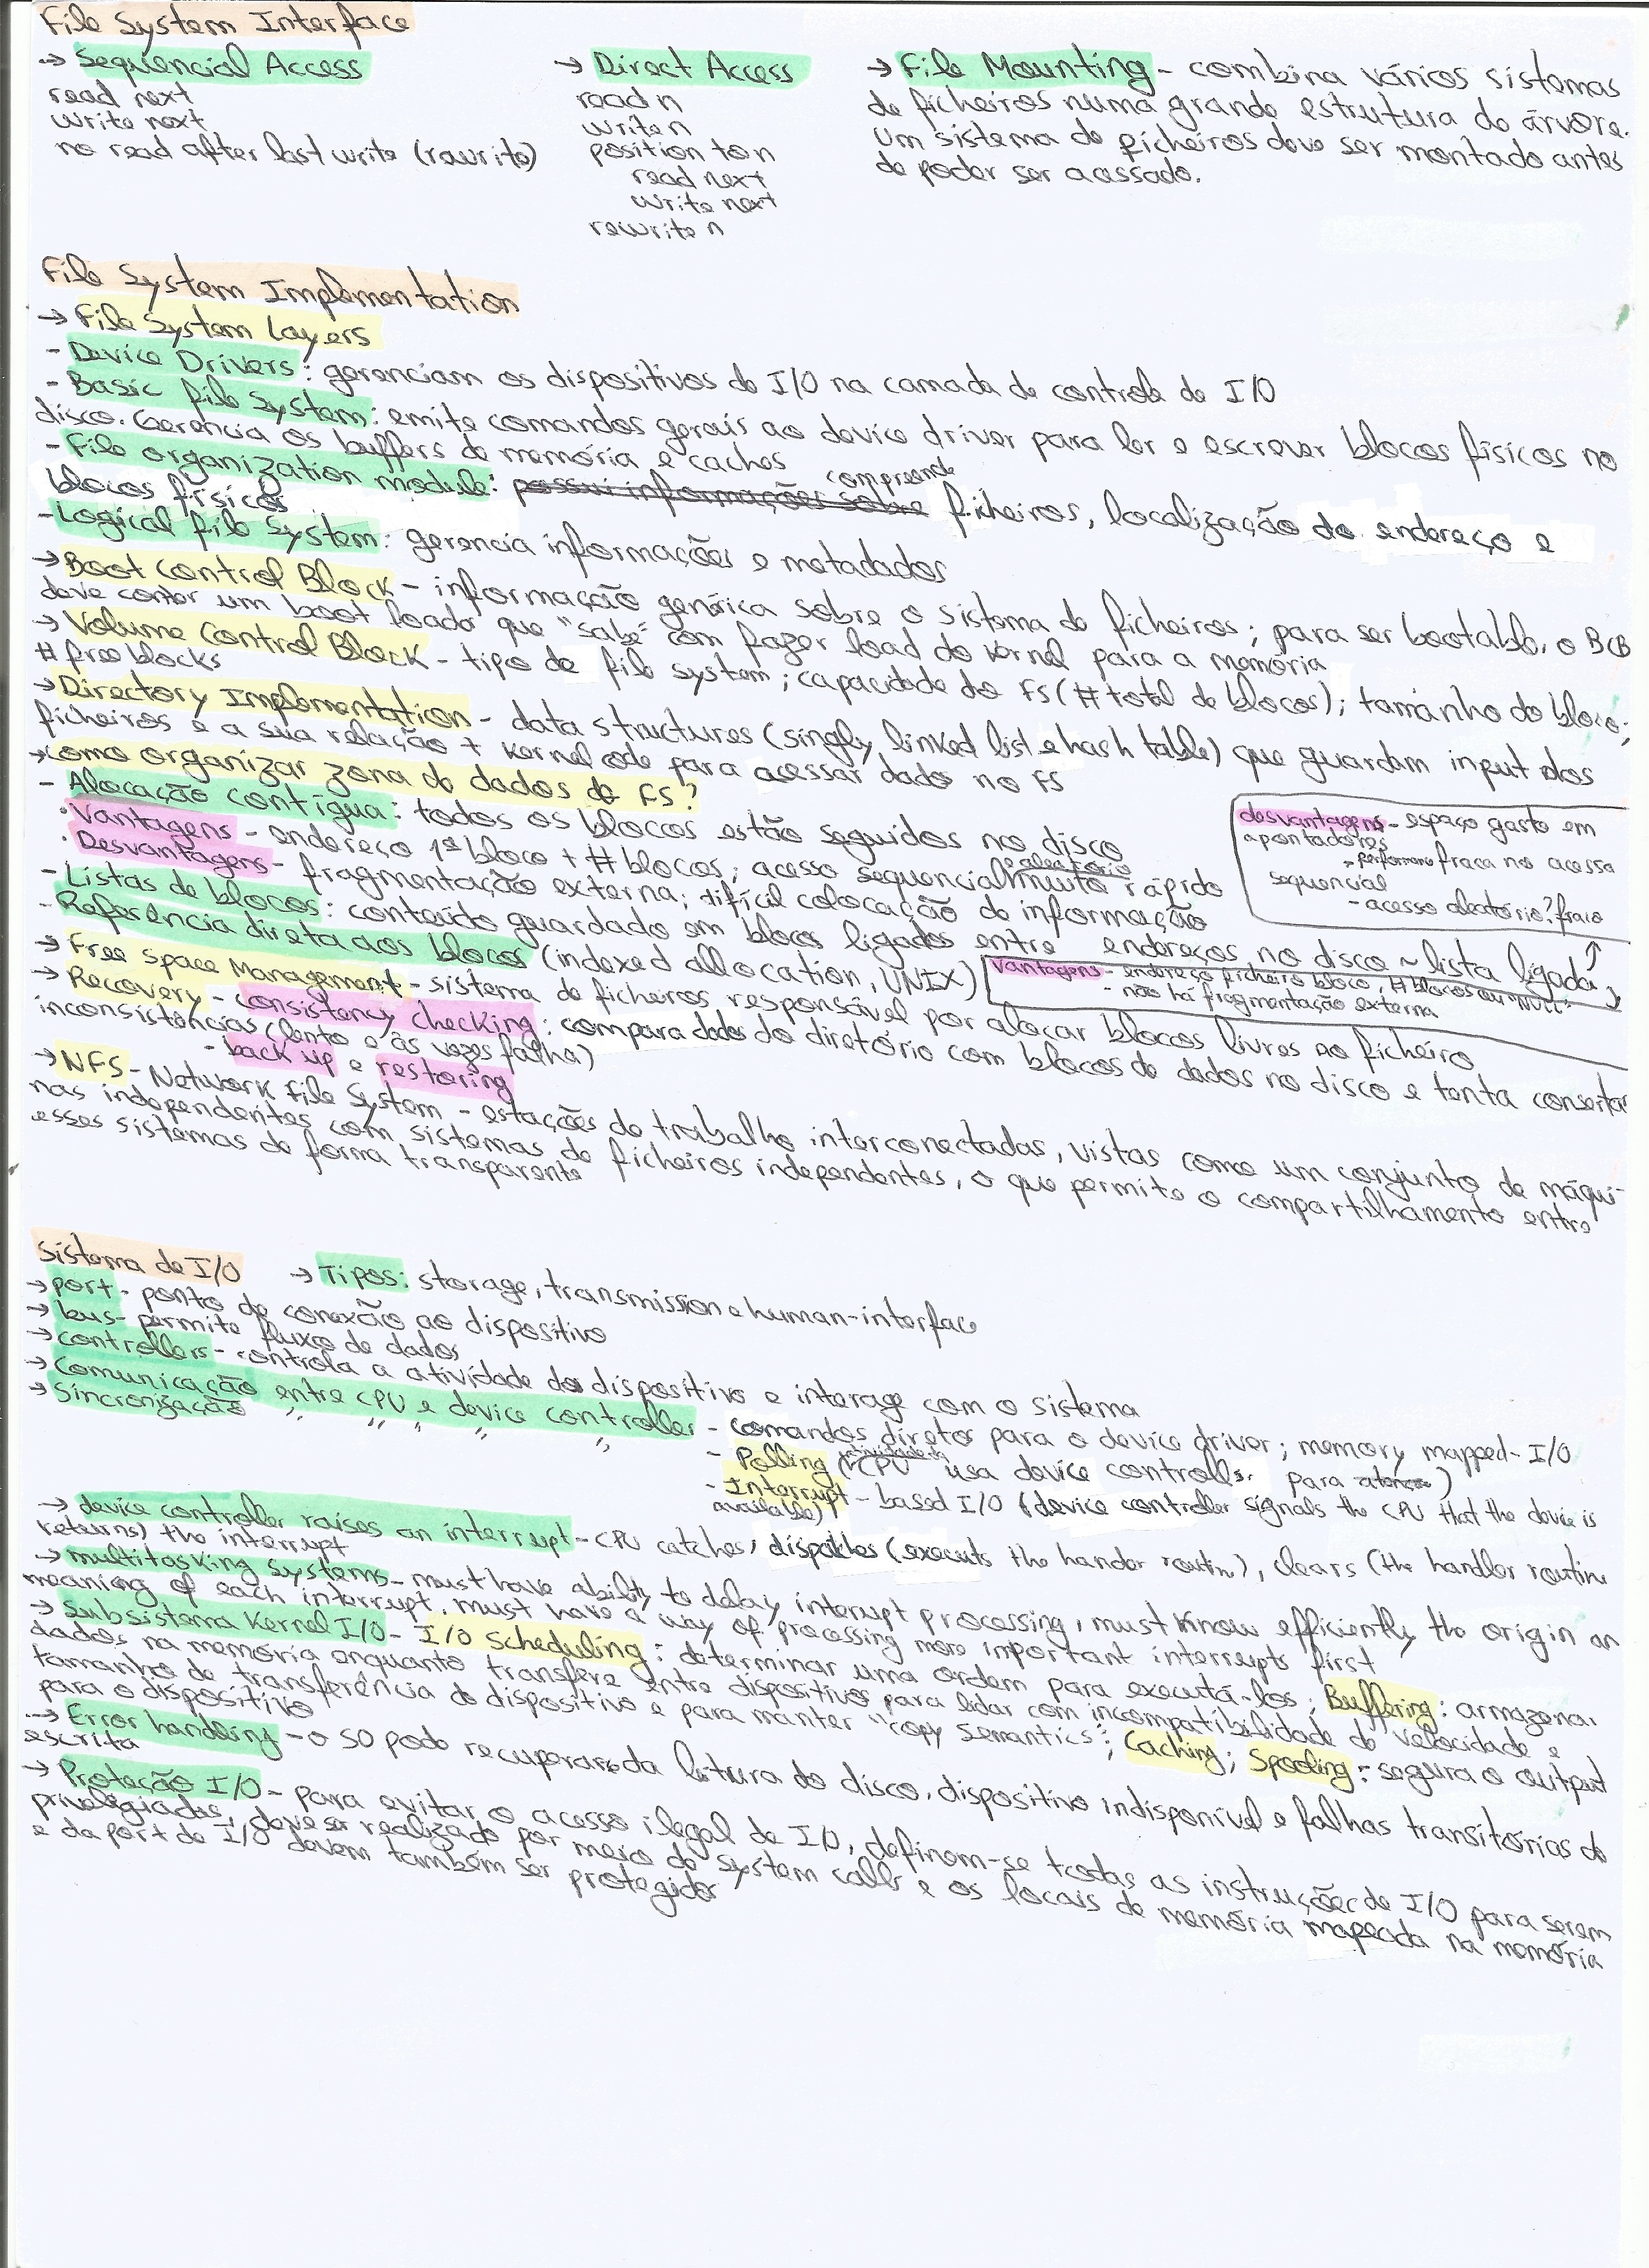 File System Interface
→ Sequencial Access
read next
write next
no read after last write (rewrite)
→ Direct Access
read n
write n
position to n
read next
write next
rewrite n
→ File Mounting - combina vários sistemas
de ficheiros numa grande estrutura de árvore.
Um sistema de ficheiros deve ser montado antes
de poder ser acessado.
File System Implementation
→ File System Layers
- Device Drivers: gerenciam os dispositivos de I/O na camada de controle de I/O
- Basic file System: emite comandos gerais ao device driver para ler e escrever blocos físicos no
disco. Gerencia os buffers de memória e caches
- File organization module: possui informações sobre compreende ficheiros, localização do endereço e
blocos físicos
- Logical file System: gerencia informações e metadados
→ Boot Control Block - informação genérica sobre o sistema de ficheiros; para ser bootable, o BCB
deve conter um boot loado que "sabe" com fazer load do kernel para a memória
→ Volume Control Block - tipo de file system; capacidade do FS (# total de blocos); tamanho do bloco;
# free blocks
→ Directory Implementation - data structures (singly linked list e hash table) que guardam input dos
ficheiros e a sua relação + kernel code para acessar dado no FS
→ Como organizar zona de dados do FS?
- Alocação contígua: todos os blocos estão seguidos no disco
· Vantagens - endereço 1º bloco + # blocos; acesso sequencial/aleatório muito rápido
· Desvantagens - fragmentação externa; difícil colocação de informação
- Listas de blocos: conteúdo guardado em blocos ligados entre endereços no disco ~ lista ligada
desvantagens - espaço gasto em
apontadores
- performance fraca no acesso
sequencial
- acesso aleatório? fraco
- Referência direta aos blocos (indexed allocation, UNIX)
Vantagens - endereço ficheiro bloco, # blocos ou NULL
- não há fragmentação externa
→ Free Space Management - sistema de ficheiros responsável por alocar blocos livres ao ficheiro
→ Recovery - consistency checking: compara dados do diretório com blocos de dados no disco e tenta consertar
inconsistências (lento e às vezes falha)
- back up e restoring
→ NFS - Network File System - estações de trabalho interconectadas, vistas como um conjunto de máqui-
nas independentes com sistemas de ficheiros independentes, o que permite o compartilhamento entre
esses sistemas de forma transparente
Sistema de I/O → Tipos: storage, transmission e human-interface
→ port - ponto de conexão ao dispositivo
→ bus - permite fluxo de dados
→ controllers - controla a atividade dos dispositivo e interage com o sistema
→ Comunicação entre CPU e device controller - comandos diretos para o device driver; memory mapped-I/O
→ Sincronização " " " " " - Polling ( CPU usa device controller para )
- Interrupt - based I/O (device controller signals the CPU that the device is
available)
→ device controller raises an interrupt - CPU catches, dispatches (executs the hander routin), clears (the handler routine
returns) the interrupt
→ multitasking systems - must have ability to delay interrupt processing, must know efficiently the origin an
meaning of each interrupt, must have a way of processing more important interrupts first
→ Subsistema Kernel I/O - I/O Scheduling: determinar uma ordem para executá-los; Buffering: armazenar
dados na memória enquanto transfere entre dispositivos para lidar com incompatibilidade de velocidade e
tamanho de transferência do dispositivo e para manter "copy semantics"; Caching; Spooling: segura o output
para o dispositivo
→ Error handling - o SO pode recuperar da leitura do disco, dispositivo indisponível e falhas transitórias de
escrita
→ Proteção I/O - para evitar o acesso ilegal de I/O, definem-se todas as instruções de I/O para serem
privilegiadas, deve ser realizado por meio de system calls e os locais de memória mapeada na memória
e da port de I/O devem também ser protegidos